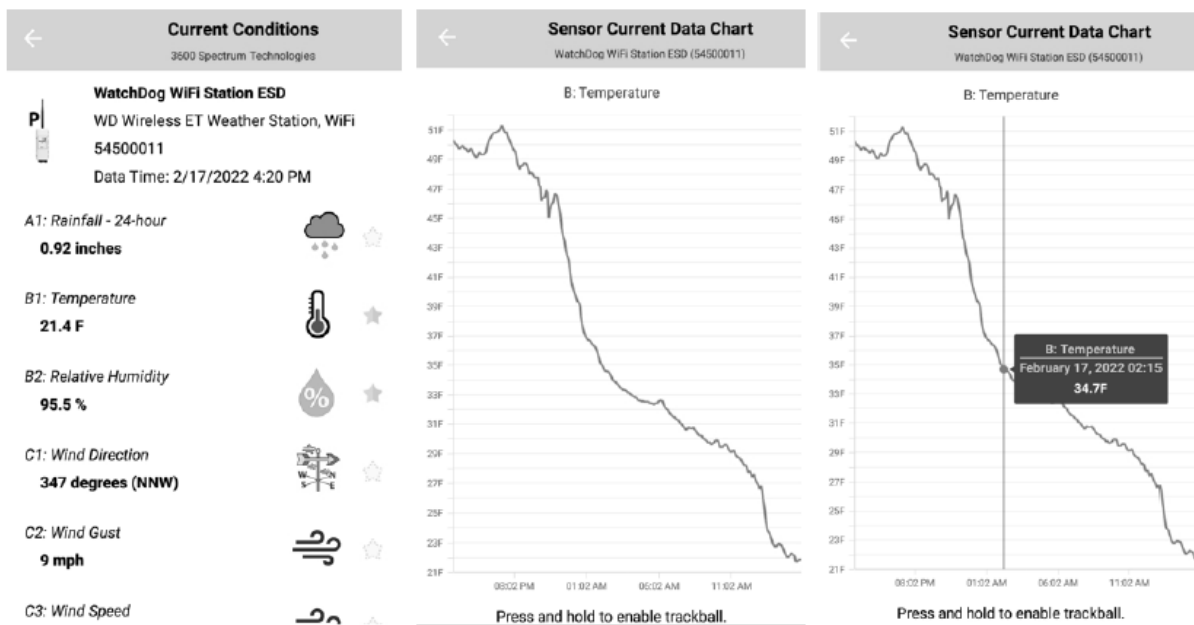 Current Conditions
3600 Spectrum Technologies
WatchDog WiFi Station ESD
P
WD Wireless ET Weather Station, WiFi
54500011
Data Time: 2/17/2022 4:20 PM
A1: Rainfall - 24-hour
0.92 inches
B1: Temperature
21.4 F
B2: Relative Humidity
95.5 %
%
C1: Wind Direction
347 degrees (NNW)
W N
S E
C2: Wind Gust
9 mph
C3: Wind Speed
Sensor Current Data Chart
WatchDog WiFi Station ESD (54500011)
B: Temperature
51F
49F
47F
45F
43F
41F
39F
37F
35F
33F
31F
29F
27F
25F
23F
21F
08:02 PM 01:02 AM 06:02 AM 11:02 AM
Press and hold to enable trackball.
Sensor Current Data Chart
WatchDog WiFi Station ESD (54500011)
B: Temperature
51F
49F
47F
45F
43F
41F
39F
37F
35F
33F
31F
29F
27F
25F
23F
21F
B: Temperature
February 17, 2022 02:15
34.7F
08:02 PM 01:02 AM 06:02 AM 11:02 AM
Press and hold to enable trackball.